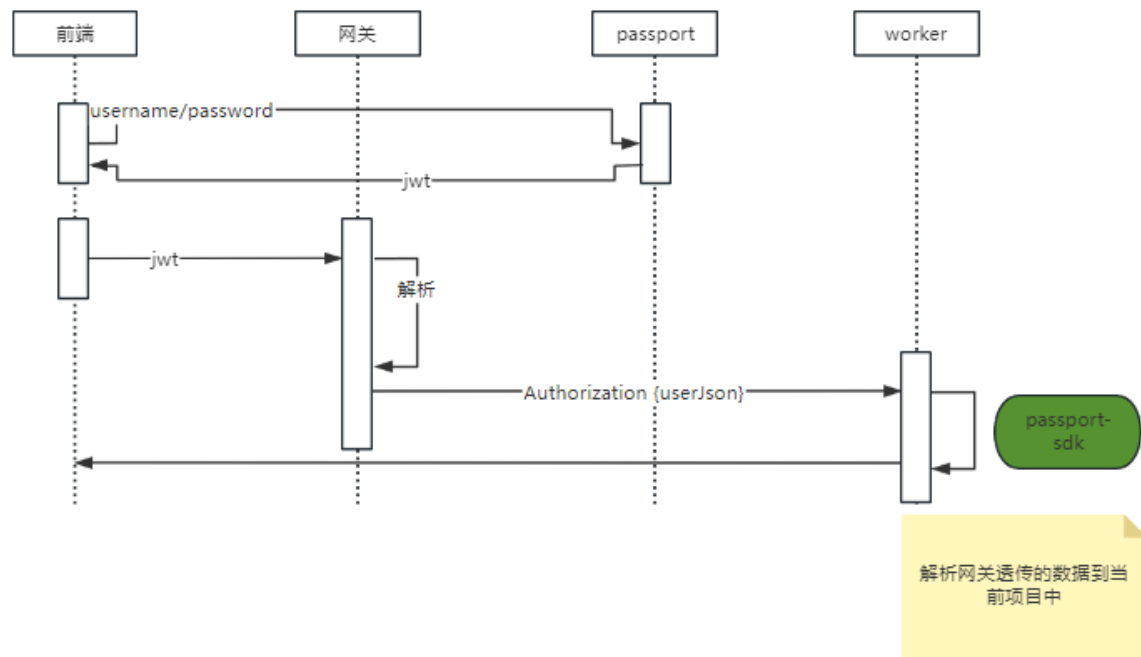 前端
网关
passport
worker
username/password
jwt
jwt
解析
Authorization {userJson}
passport-
sdk
解析网关透传的数据到当
前项目中